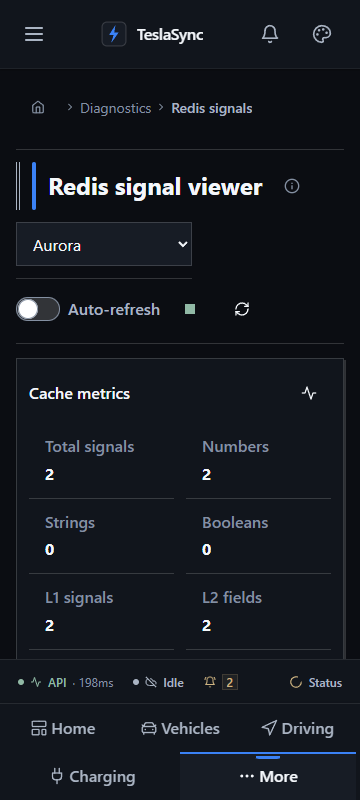 TeslaSync
Diagnostics
Redis signals
Redis signal viewer
Aurora
Auto-refresh
Cache metrics
Total signals
2
Numbers
2
Strings
0
Booleans
0
L1 signals
2
L2 fields
2
API · 198ms
Idle
2
Status
Home
Vehicles
Driving
Charging
More